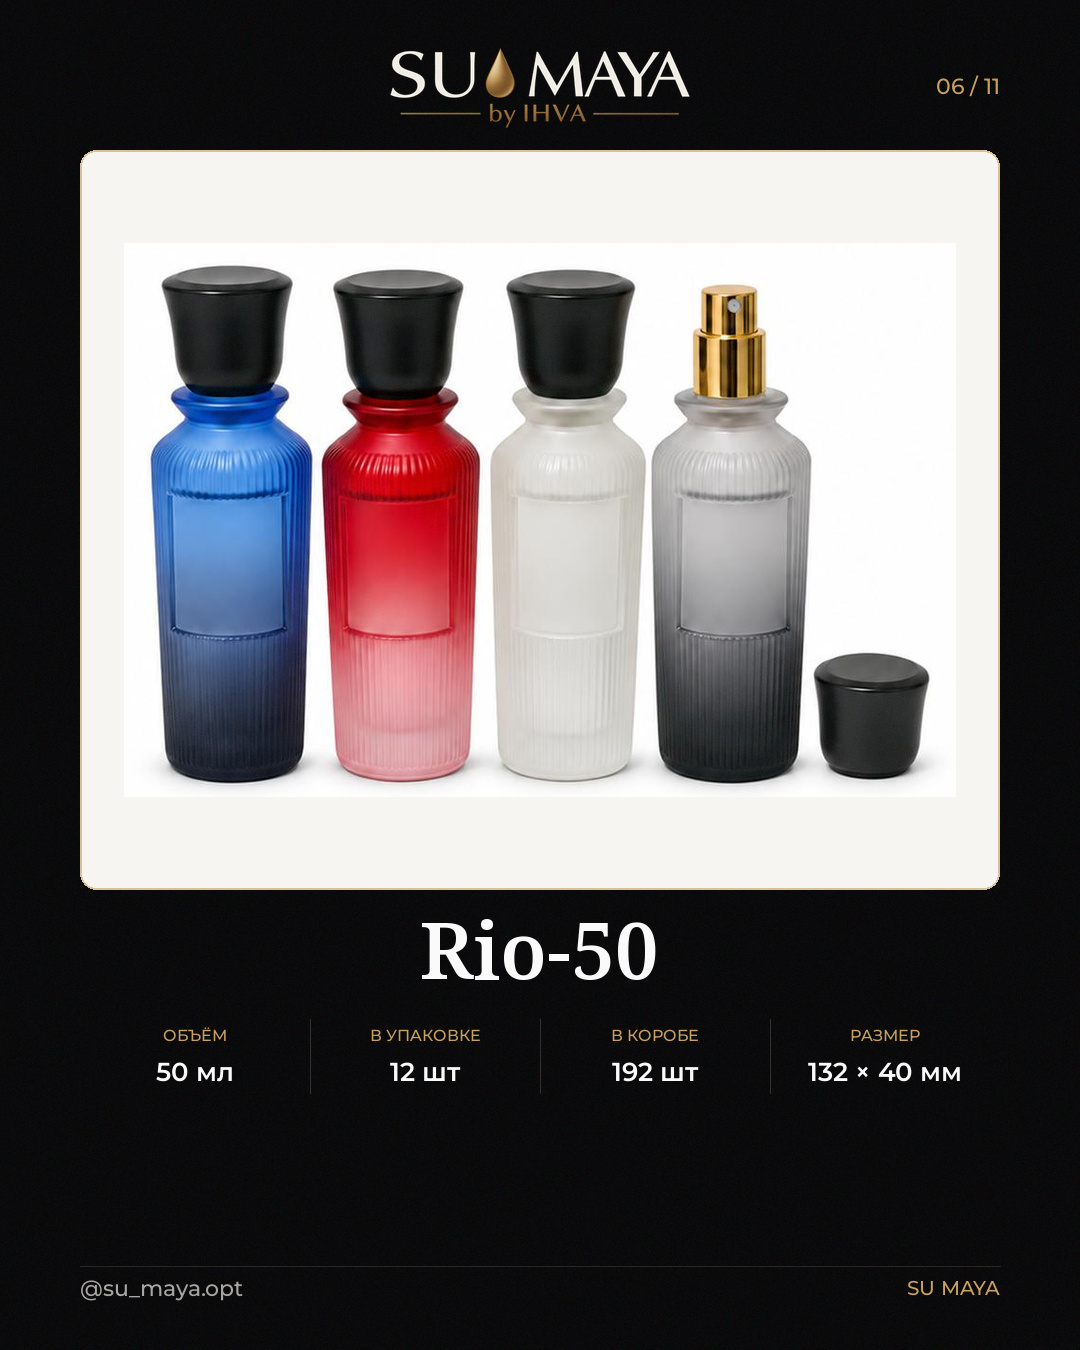 SU MAYA
by IHVA
06 / 11
Rio-50
ОБЪЁМ
50 мл
В УПАКОВКЕ
12 шт
В КОРОБЕ
192 шт
РАЗМЕР
132 × 40 мм
@su_maya.opt
SU MAYA